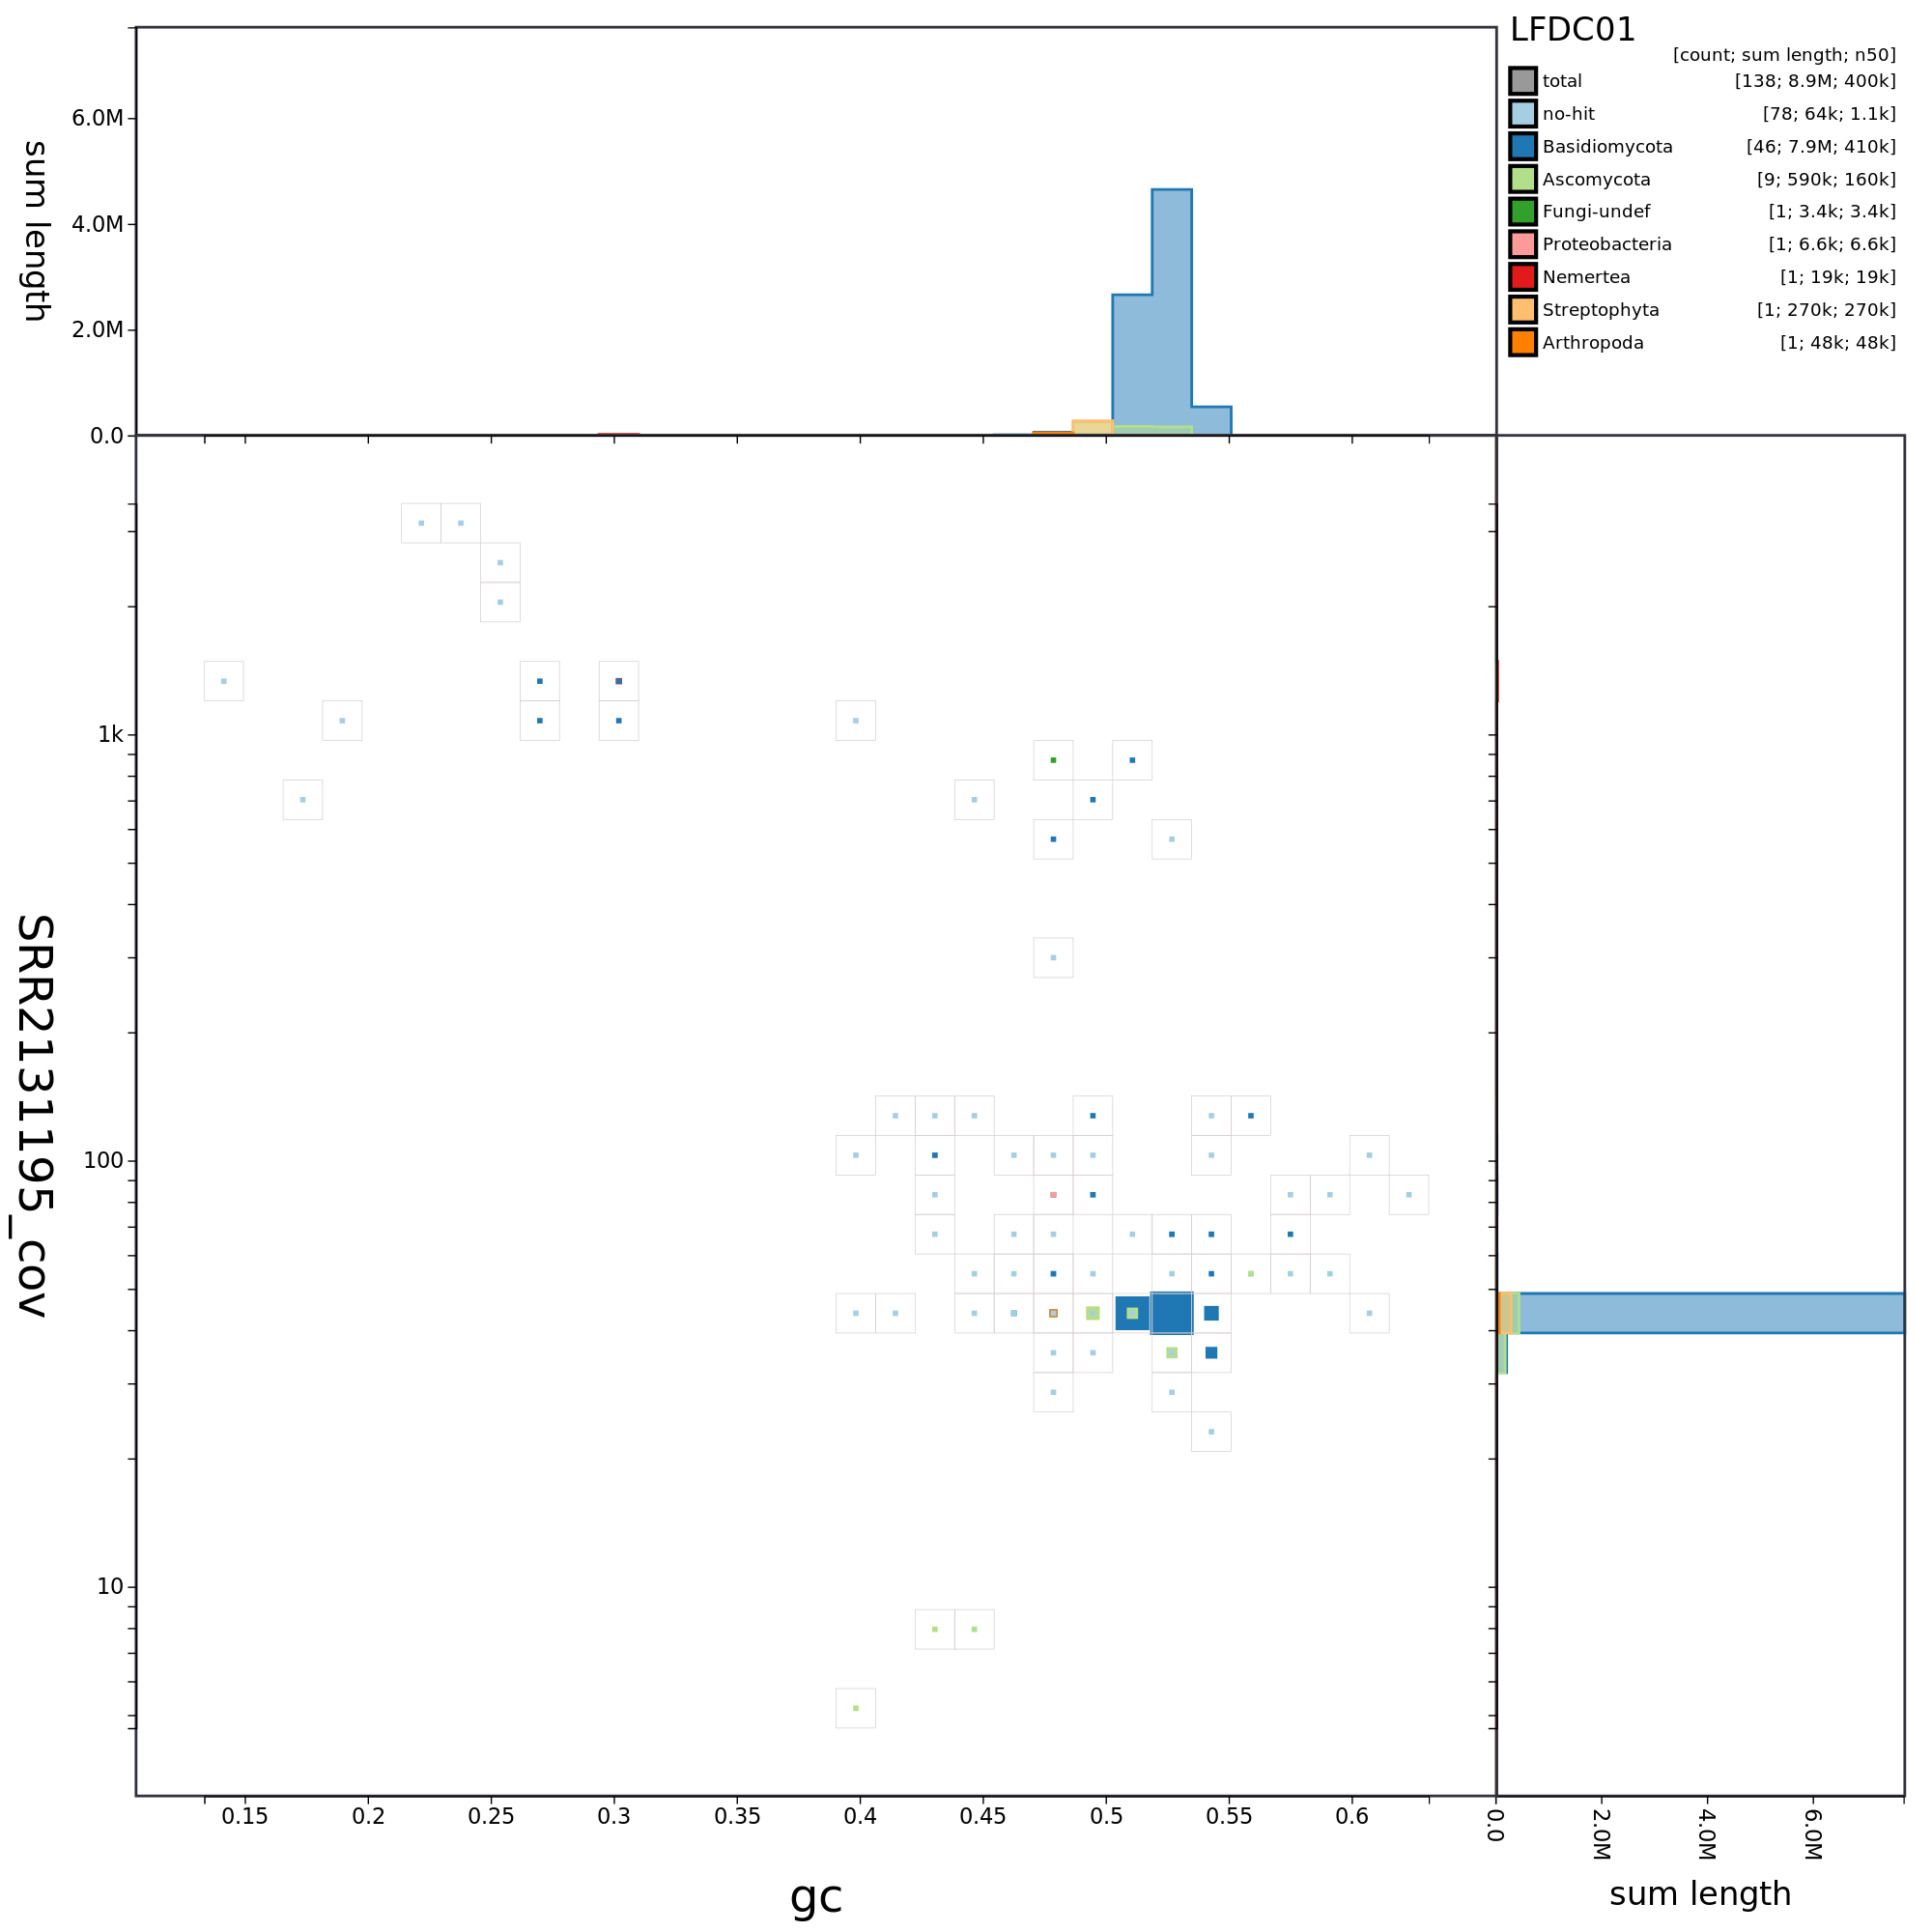 LFDC01
[count; sum length; n50]
total [138; 8.9M; 400k]
no-hit [78; 64k; 1.1k]
Basidiomycota [46; 7.9M; 410k]
Ascomycota [9; 590k; 160k]
Fungi-undef [1; 3.4k; 3.4k]
Proteobacteria [1; 6.6k; 6.6k]
Nemertea [1; 19k; 19k]
Streptophyta [1; 270k; 270k]
Arthropoda [1; 48k; 48k]
sum length
6.0M
4.0M
2.0M
0.0
SRR2131195_cov
1k
100
10
0.15 0.2 0.25 0.3 0.35 0.4 0.45 0.5 0.55 0.6
gc
0.0 2.0M 4.0M 6.0M
sum length